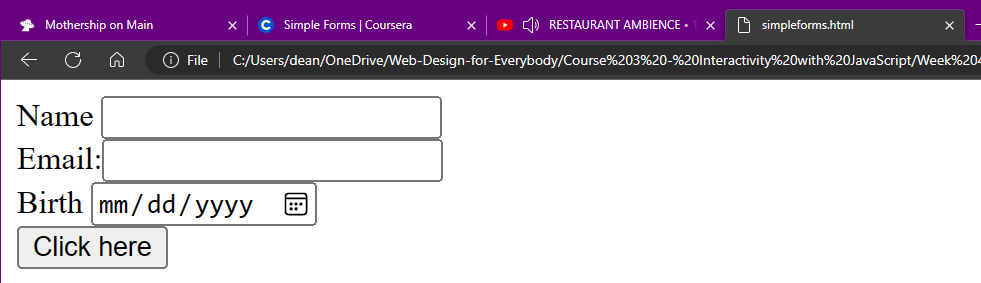 Mothership on Main
Simple Forms | Coursera
RESTAURANT AMBIENCE •
simpleforms.html
File
C:/Users/dean/OneDrive/Web-Design-for-Everybody/Course%203%20-%20Interactivity%20with%20JavaScript/Week%204
Name
Email:
Birth mm/dd/yyyy
Click here